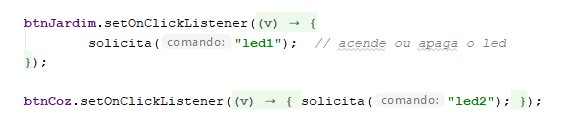 btnJardim.setOnClickListener((v) → {
solicita( comando: "led1");  // acende ou apaga o led
});
btnCoz.setOnClickListener((v) → { solicita( comando: "led2"); });